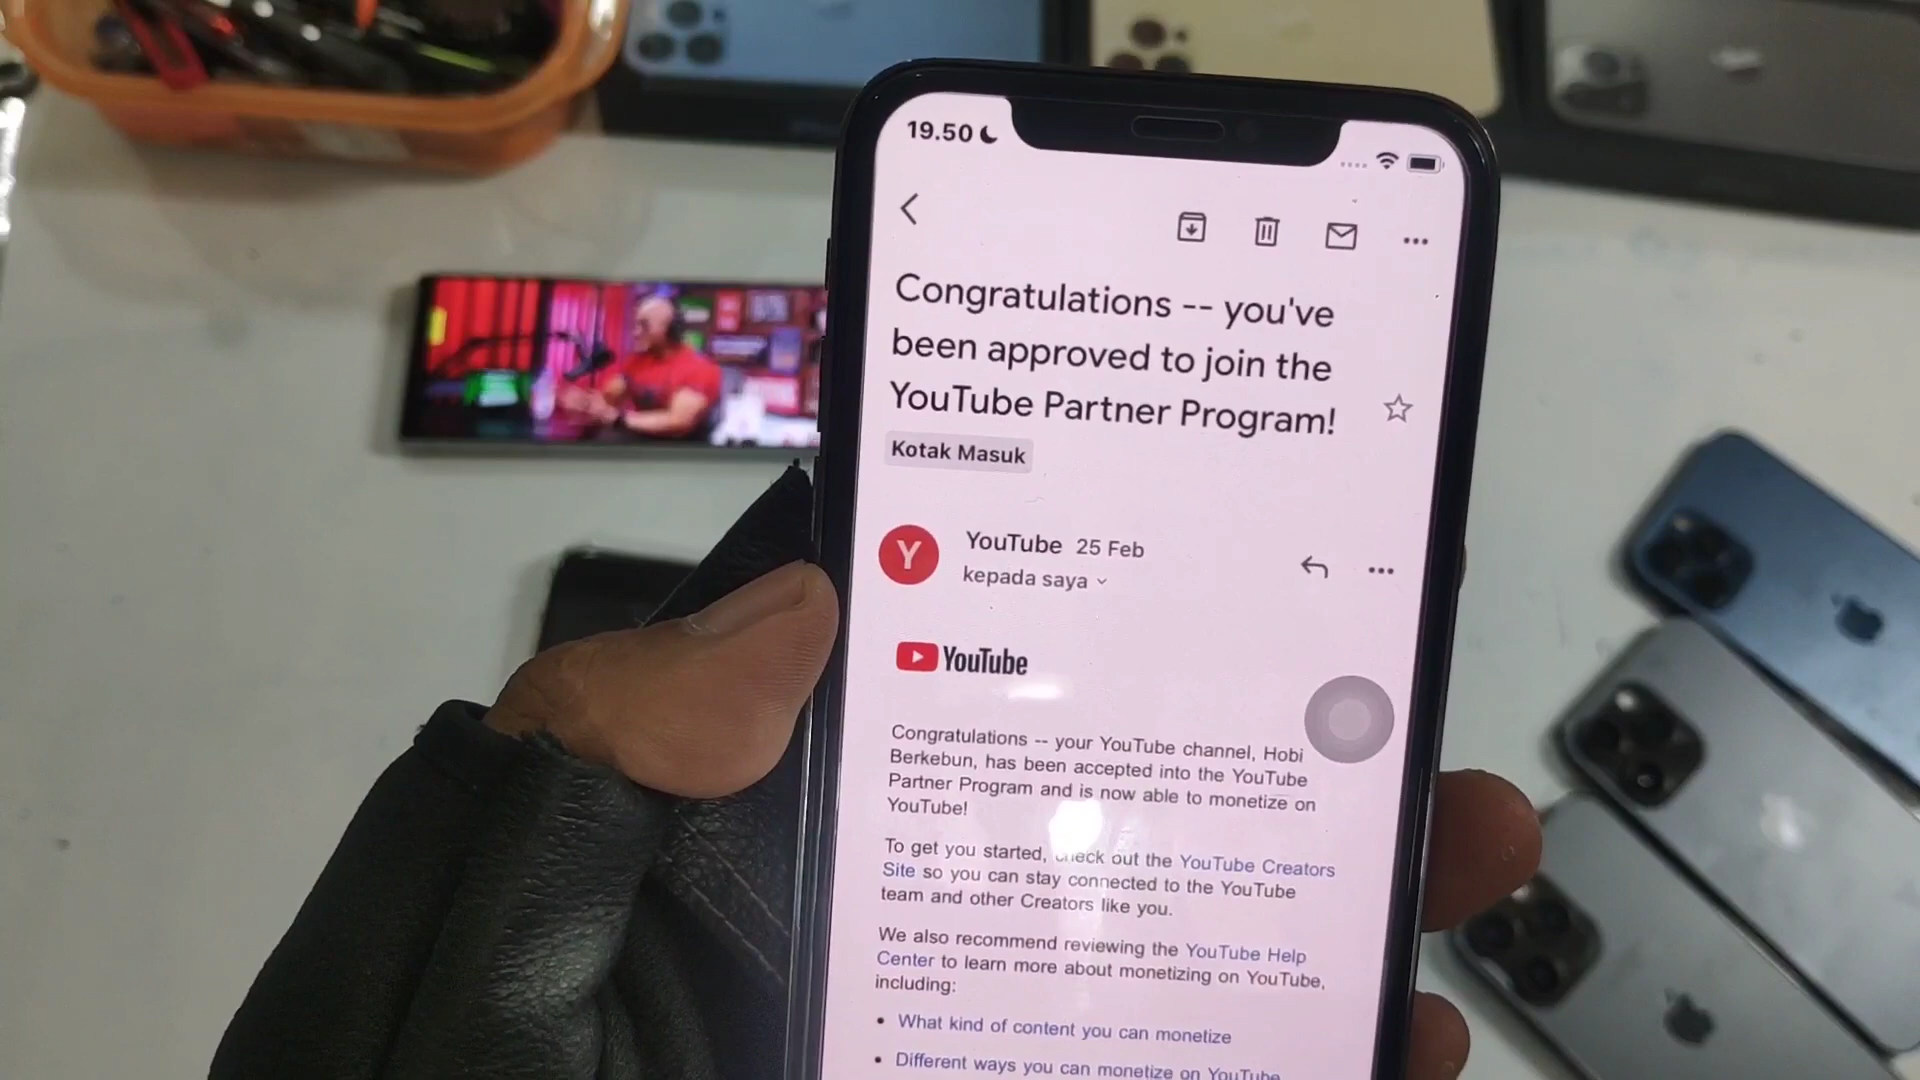 19.50
Congratulations -- you've
been approved to join the
YouTube Partner Program!
Kotak Masuk
Y
YouTube 25 Feb
kepada saya
YouTube
Congratulations -- your YouTube channel, Hobi
Berkebun, has been accepted into the YouTube
Partner Program and is now able to monetize on
YouTube!
To get you started, check out the YouTube Creators
Site so you can stay connected to the YouTube
team and other Creators like you.
We also recommend reviewing the YouTube Help
Center to learn more about monetizing on YouTube,
including:
• What kind of content you can monetize
• Different ways you can monetize on YouTube